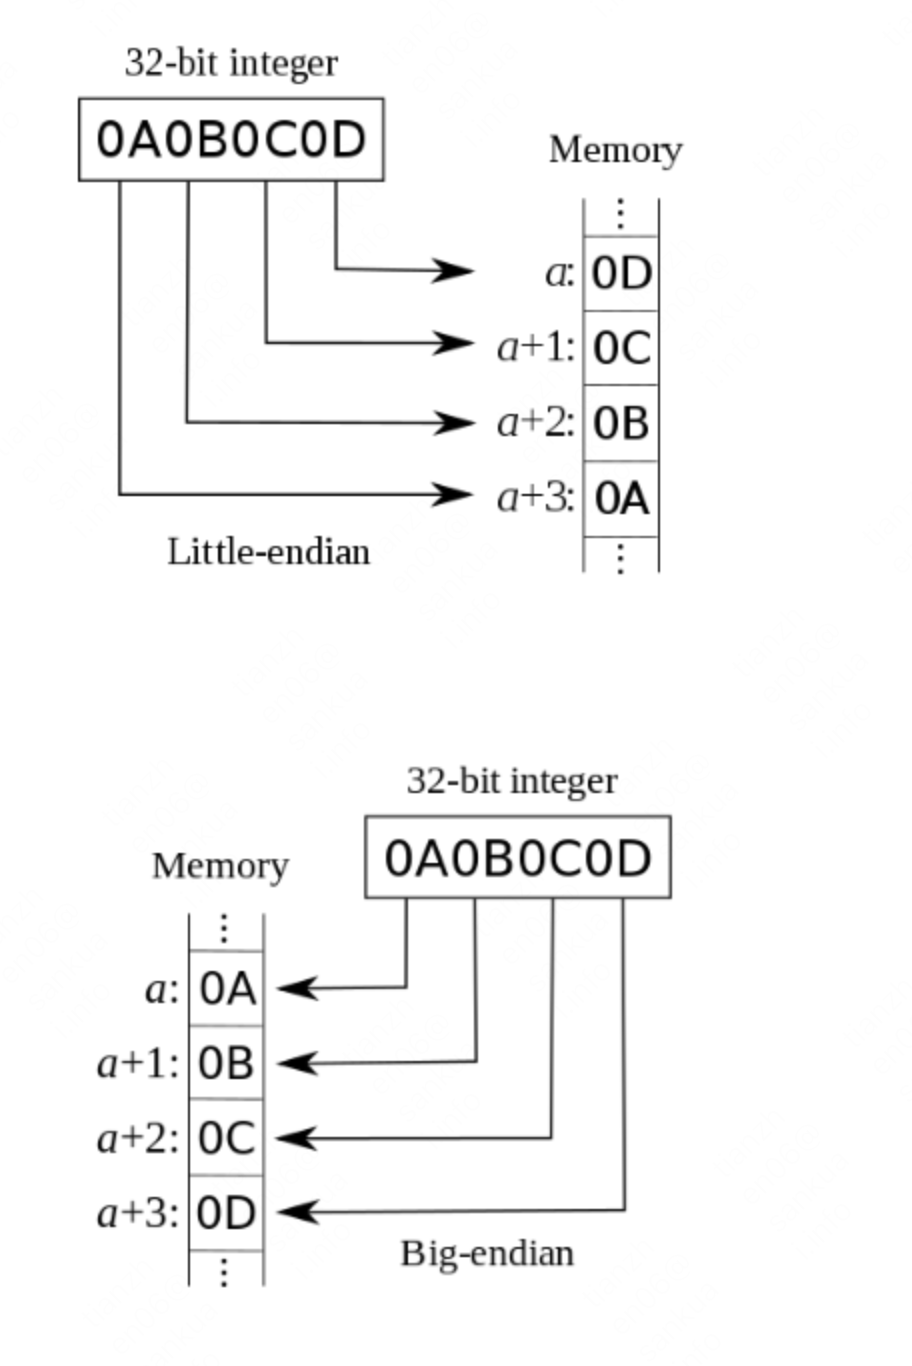 32-bit integer
0A0B0C0D
Memory
⋮
a: 0D
a+1: 0C
a+2: 0B
a+3: 0A
⋮
Little-endian
32-bit integer
0A0B0C0D
Memory
⋮
a: 0A
a+1: 0B
a+2: 0C
a+3: 0D
⋮
Big-endian